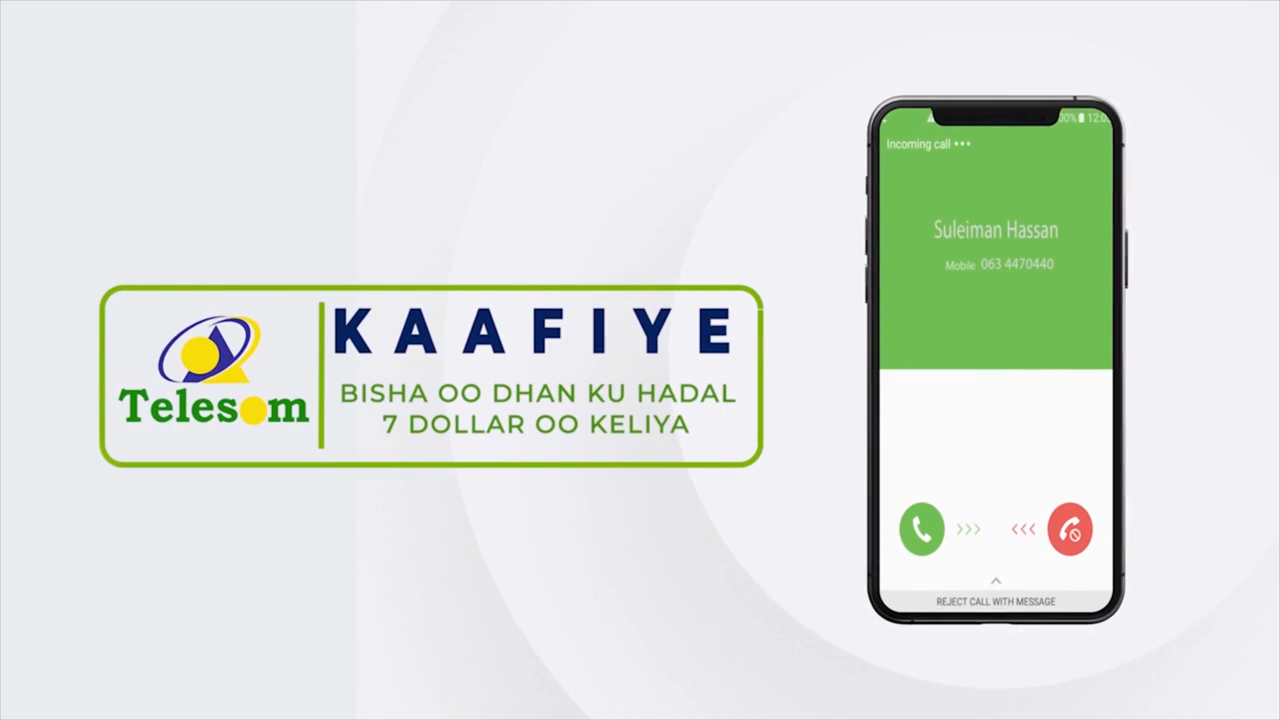 Telesom
KAAFIYE
BISHA OO DHAN KU HADAL
7 DOLLAR OO KELIYA
Incoming call •••
Suleiman Hassan
Mobile 063 4470440
REJECT CALL WITH MESSAGE